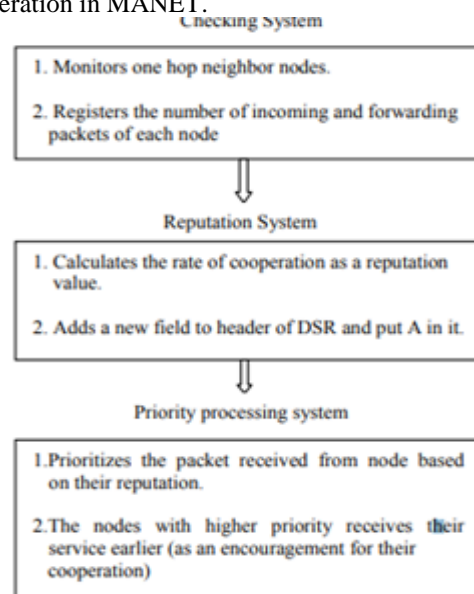 eration in MANET.
Checking System
1. Monitors one hop neighbor nodes.
2. Registers the number of incoming and forwarding
packets of each node
Reputation System
1. Calculates the rate of cooperation as a reputation
value.
2. Adds a new field to header of DSR and put A in it.
Priority processing system
1.Prioritizes the packet received from node based
on their reputation.
2.The nodes with higher priority receives their
service earlier (as an encouragement for their
cooperation)